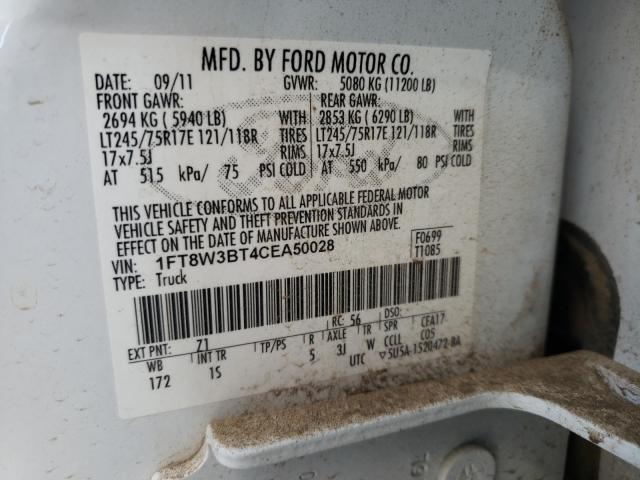 MFD. BY FORD MOTOR CO.
DATE: 09/11 GVWR: 5080 KG (11200 LB)
FRONT GAWR: REAR GAWR:
2694 KG ( 5940 LB) WITH 2853 KG ( 6290 LB) WITH
LT245/75R17E 121/118R TIRES LT245/75R17E 121/118R TIRES
17x7.5J RIMS 17x7.5J RIMS
AT 515 kPa/ 75 PSI COLD AT 550 kPa/ 80 PSI COLD
THIS VEHICLE CONFORMS TO ALL APPLICABLE FEDERAL MOTOR
VEHICLE SAFETY AND THEFT PREVENTION STANDARDS IN
EFFECT ON THE DATE OF MANUFACTURE SHOWN ABOVE.
VIN: 1FT8W3BT4CEA50028 F0699
TYPE: Truck T1085
EXT PNT: Z1 RC: 56 DSO:
WB INT TR TP/PS R AXLE TR SPR CFA17
172 1S 5 3J W CCLL COS
UTC ▽5U5A-1520472-BA